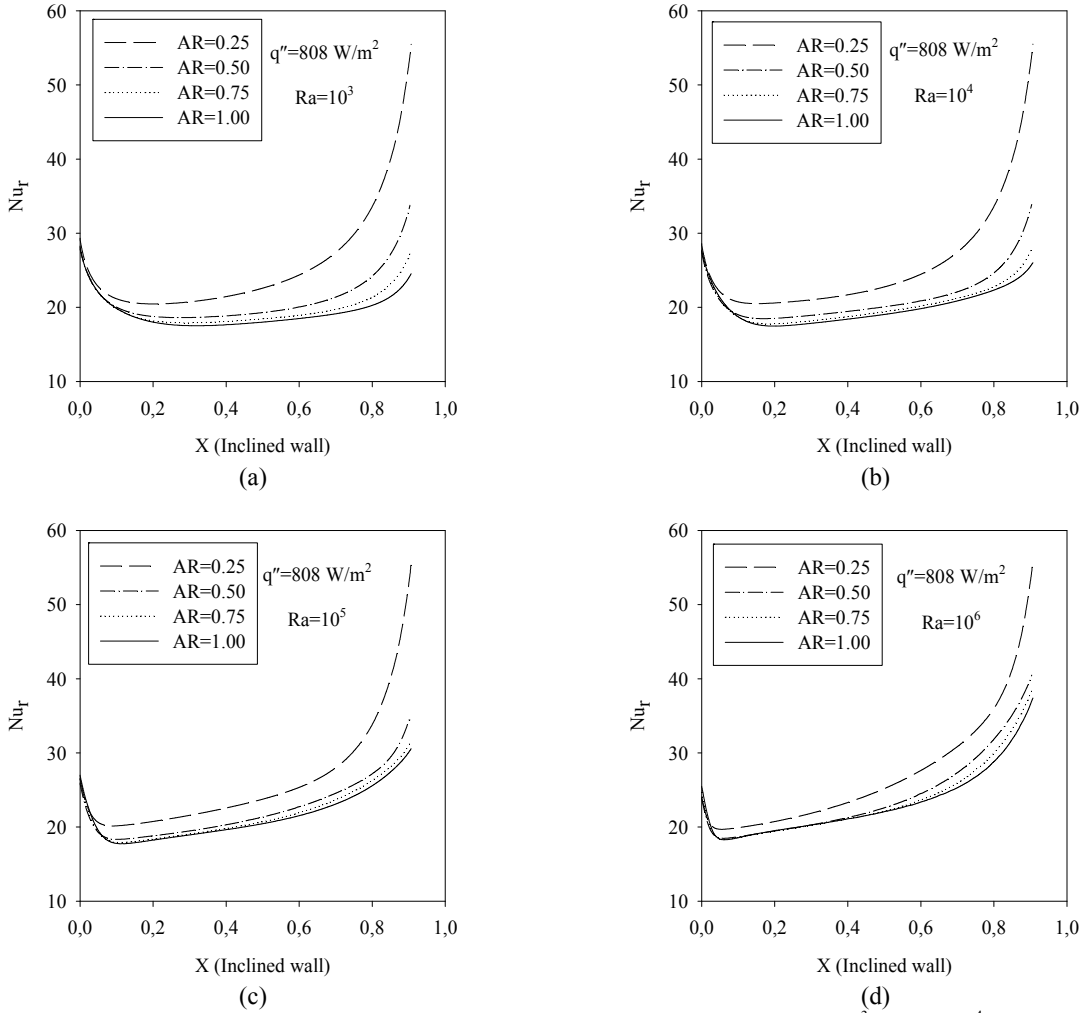 60
50
40
30
20
10
Nuᵣ
AR=0.25
AR=0.50
AR=0.75
AR=1.00
q″=808 W/m²
Ra=10³
0,0 0,2 0,4 0,6 0,8 1,0
X (Inclined wall)
(a)
60
50
40
30
20
10
Nuᵣ
AR=0.25
AR=0.50
AR=0.75
AR=1.00
q″=808 W/m²
Ra=10⁴
0,0 0,2 0,4 0,6 0,8 1,0
X (Inclined wall)
(b)
60
50
40
30
20
10
Nuᵣ
AR=0.25
AR=0.50
AR=0.75
AR=1.00
q″=808 W/m²
Ra=10⁵
0,0 0,2 0,4 0,6 0,8 1,0
X (Inclined wall)
(c)
60
50
40
30
20
10
Nuᵣ
AR=0.25
AR=0.50
AR=0.75
AR=1.00
q″=808 W/m²
Ra=10⁶
0,0 0,2 0,4 0,6 0,8 1,0
X (Inclined wall)
(d)